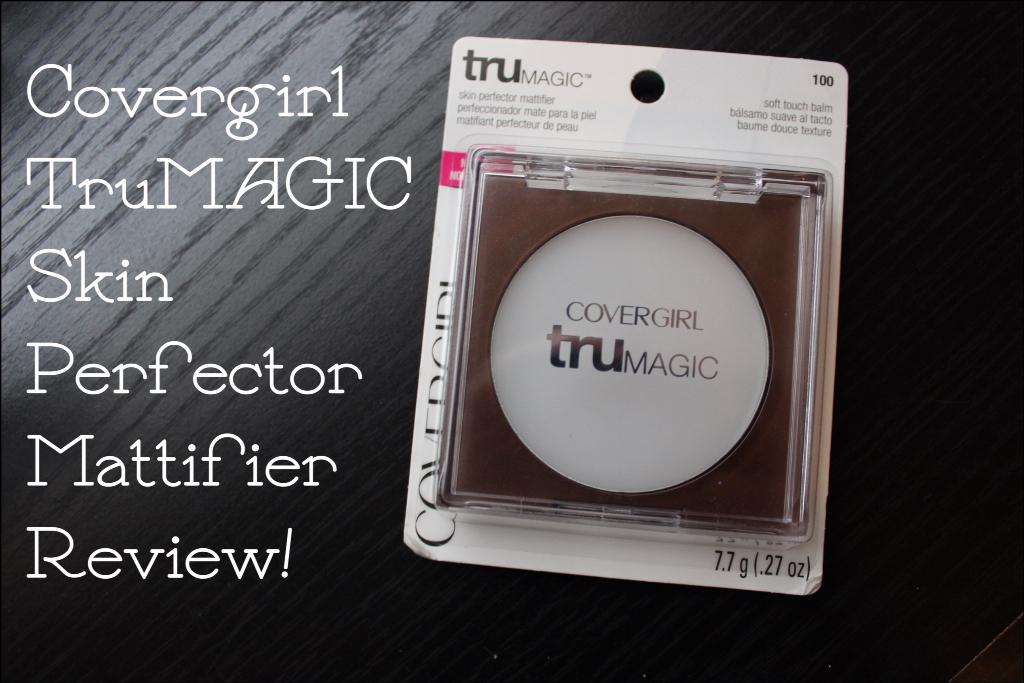 Covergirl
TruMAGIC
Skin
Perfector
Mattifier
Review!
truMAGIC™
skin perfector mattifier
perfeccionador mate para la piel
matifiant perfecteur de peau
100
soft touch balm
bálsamo suave al tacto
baume douce texture
COVERGIRL
COVERGIRL
truMAGIC
7.7 g (.27 oz)